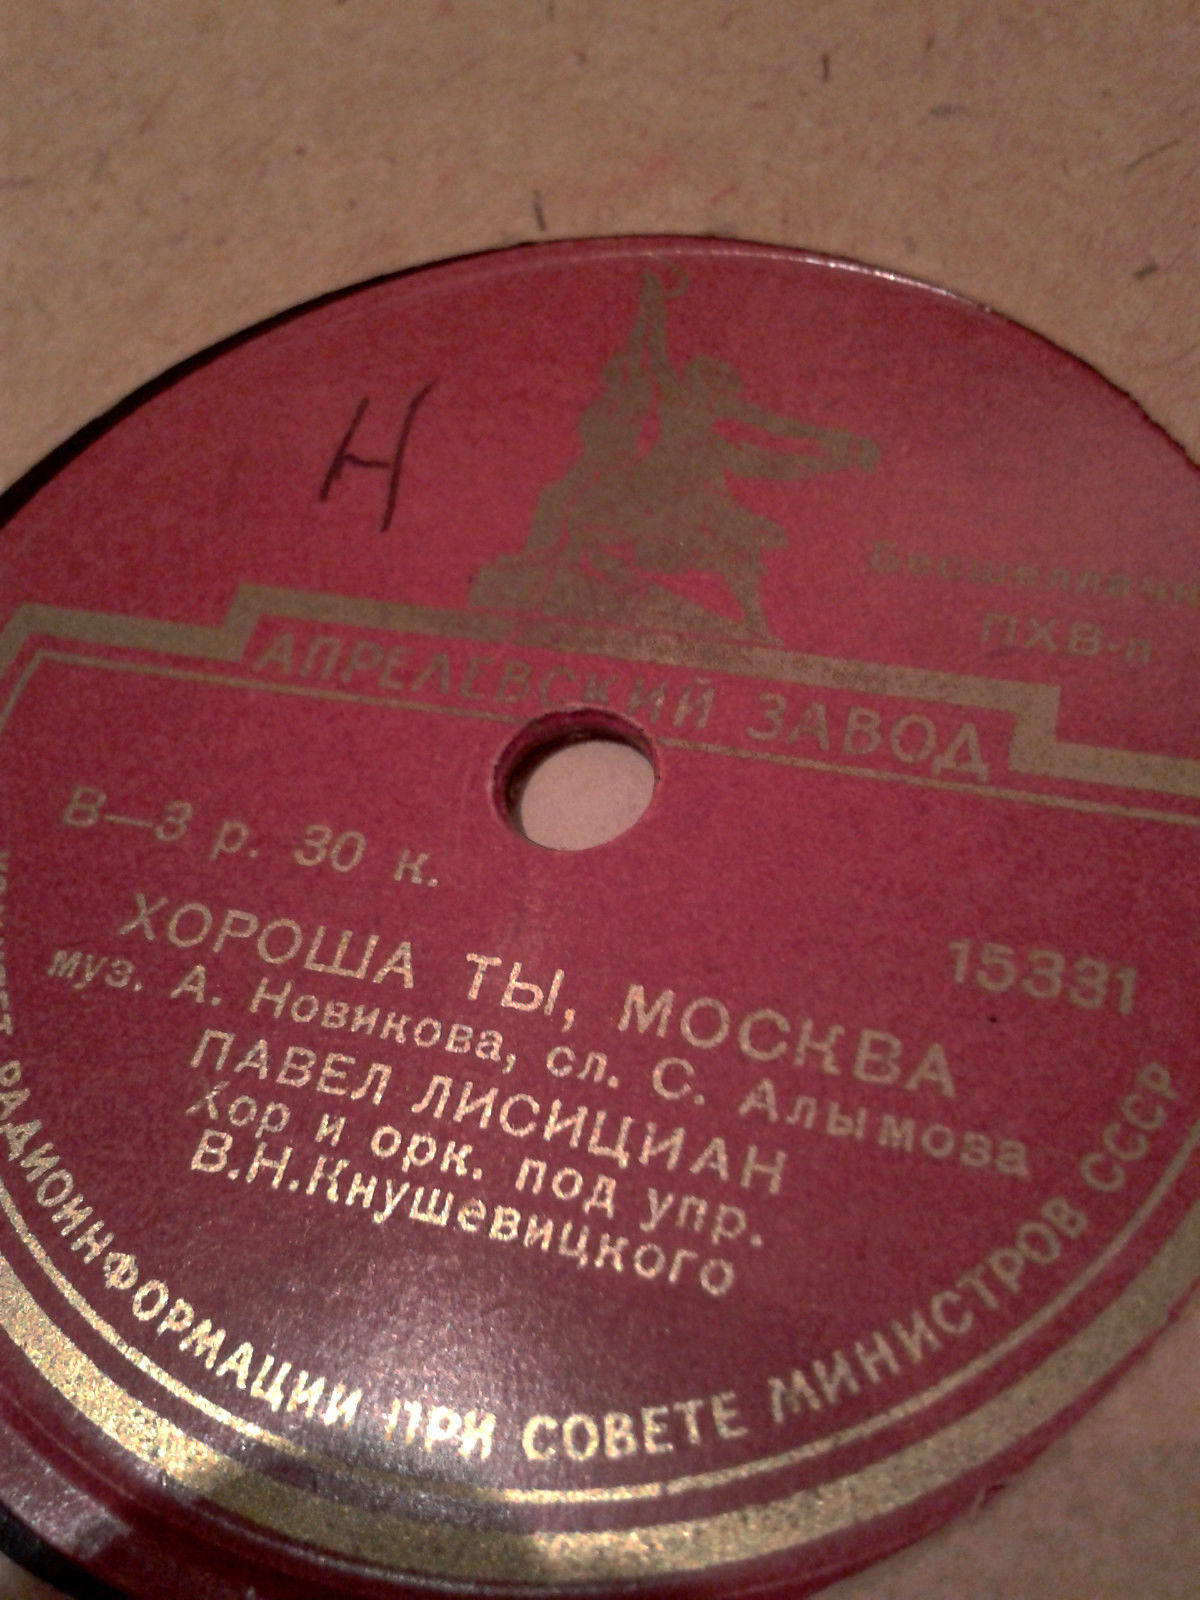 Н
ПХВ-п
АПРЕЛЕВСКИЙ ЗАВОД
В—3 р. 30 к.
15331
ХОРОША ТЫ, МОСКВА
муз. А. Новикова, сл. С. Алымова
ПАВЕЛ ЛИСИЦИАН
Хор и орк. под упр.
В.Н.Кнушевицкого
РАДИОИНФОРМАЦИИ ПРИ СОВЕТЕ МИНИСТРОВ СССР